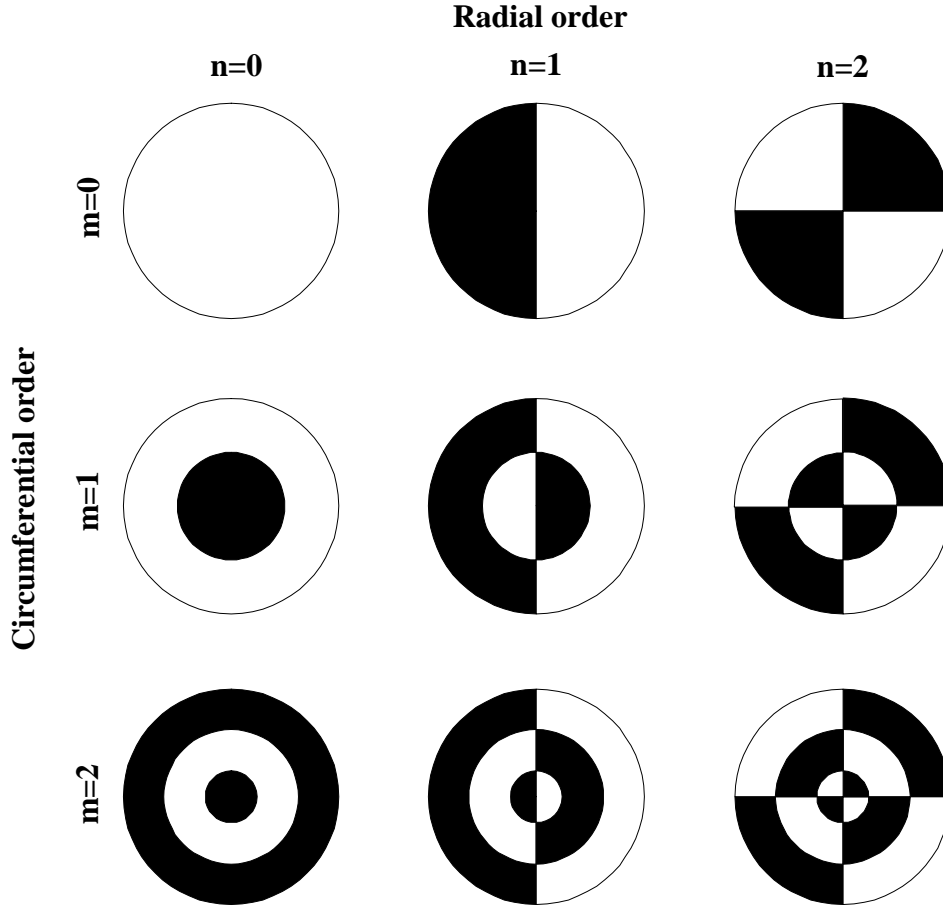 Radial order
n=0 n=1 n=2
m=0
Circumferential order
m=1
m=2